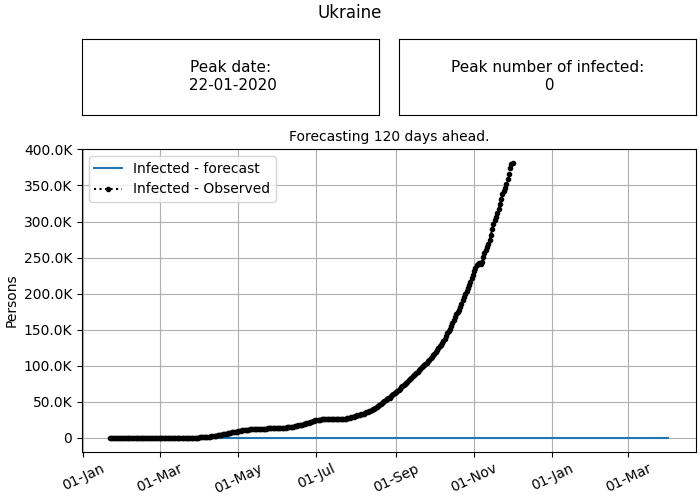 Ukraine
Peak date:
22-01-2020
Peak number of infected:
0
Forecasting 120 days ahead.
400.0K
350.0K
300.0K
250.0K
200.0K
150.0K
100.0K
50.0K
0
Persons
Infected - forecast
Infected - Observed
01-Jan
01-Mar
01-May
01-Jul
01-Sep
01-Nov
01-Jan
01-Mar